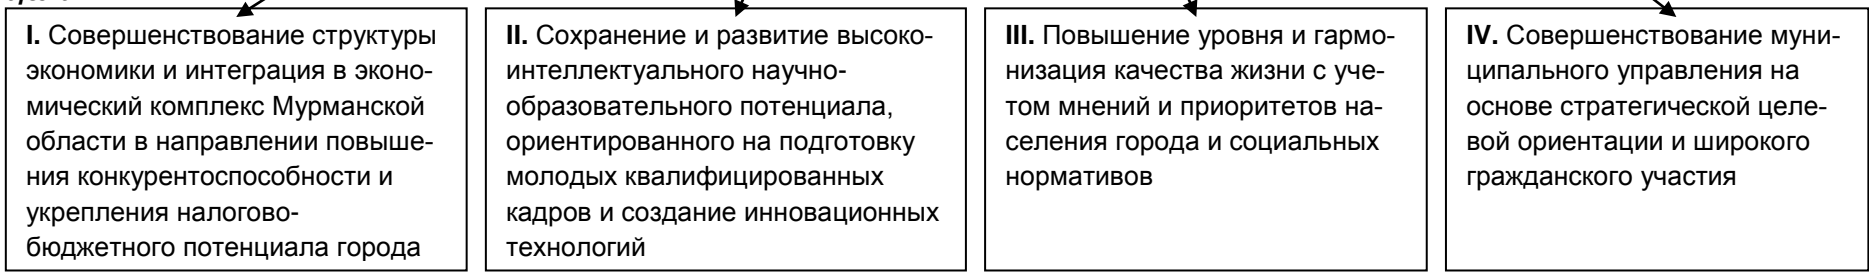 I. Совершенствование структуры
экономики и интеграция в эконо-
мический комплекс Мурманской
области в направлении повыше-
ния конкурентоспособности и
укрепления налогово-
бюджетного потенциала города
II. Сохранение и развитие высоко-
интеллектуального научно-
образовательного потенциала,
ориентированного на подготовку
молодых квалифицированных
кадров и создание инновационных
технологий
III. Повышение уровня и гармо-
низация качества жизни с уче-
том мнений и приоритетов на-
селения города и социальных
нормативов
IV. Совершенствование муни-
ципального управления на
основе стратегической целе-
вой ориентации и широкого
гражданского участия